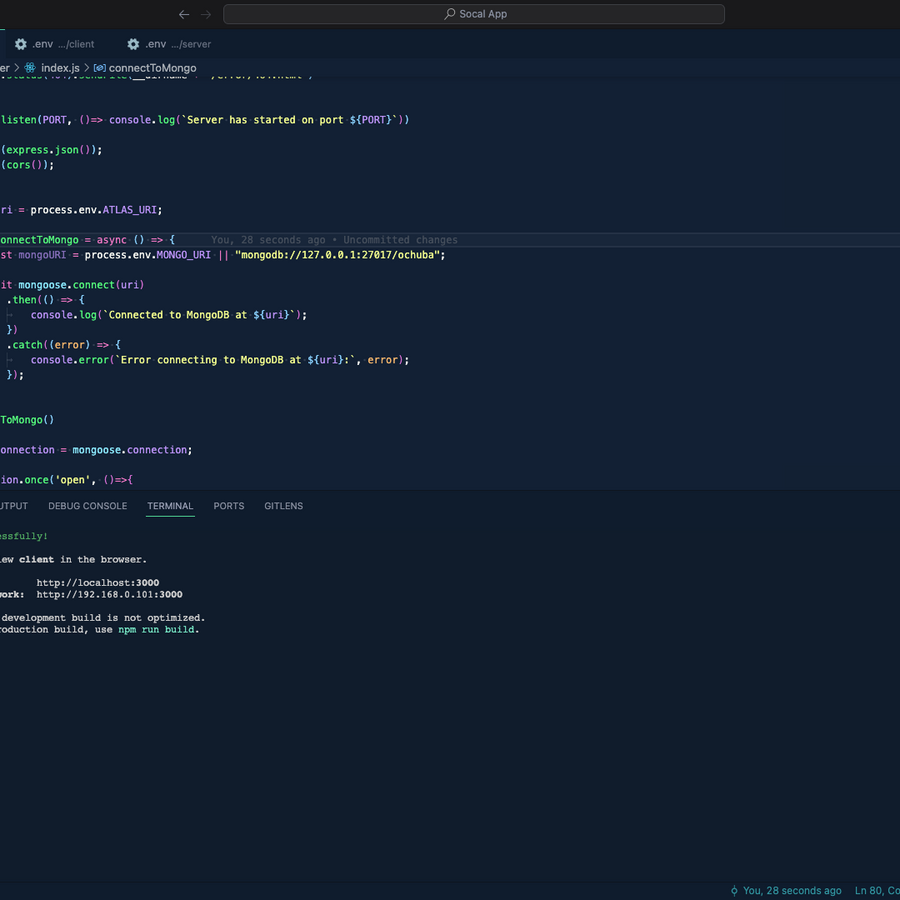 ← → Socal App
.env .../client .env .../server
er > index.js > connectToMongo
listen(PORT, ()=> console.log(`Server has started on port ${PORT}`))
(express.json());
(cors());
ri = process.env.ATLAS_URI;
onnectToMongo = async () => { You, 28 seconds ago • Uncommitted changes
st mongoURI = process.env.MONGO_URI || "mongodb://127.0.0.1:27017/ochuba";
it mongoose.connect(uri)
.then(() => {
console.log(`Connected to MongoDB at ${uri}`);
})
.catch((error) => {
console.error(`Error connecting to MongoDB at ${uri}:`, error);
});
ToMongo()
onnection = mongoose.connection;
ion.once('open', ()=>{
UTPUT DEBUG CONSOLE TERMINAL PORTS GITLENS
essfully!
iew client in the browser.
http://localhost:3000
work: http://192.168.0.101:3000
development build is not optimized.
roduction build, use npm run build.
You, 28 seconds ago Ln 80, Co